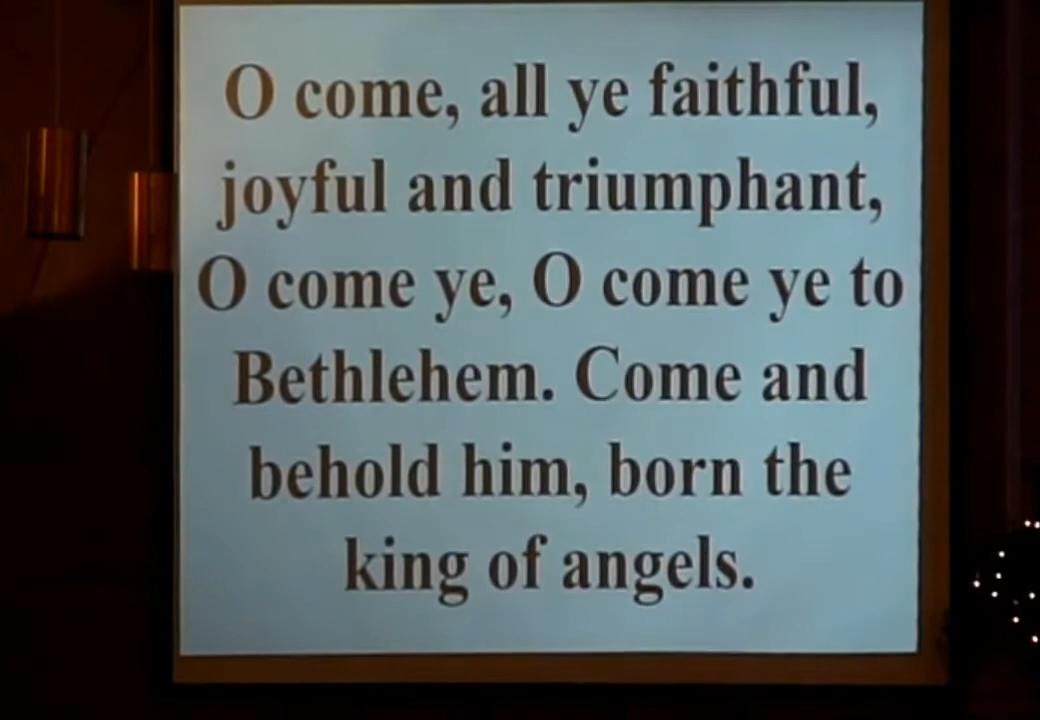 O come, all ye faithful,
joyful and triumphant,
O come ye, O come ye to
Bethlehem. Come and
behold him, born the
king of angels.